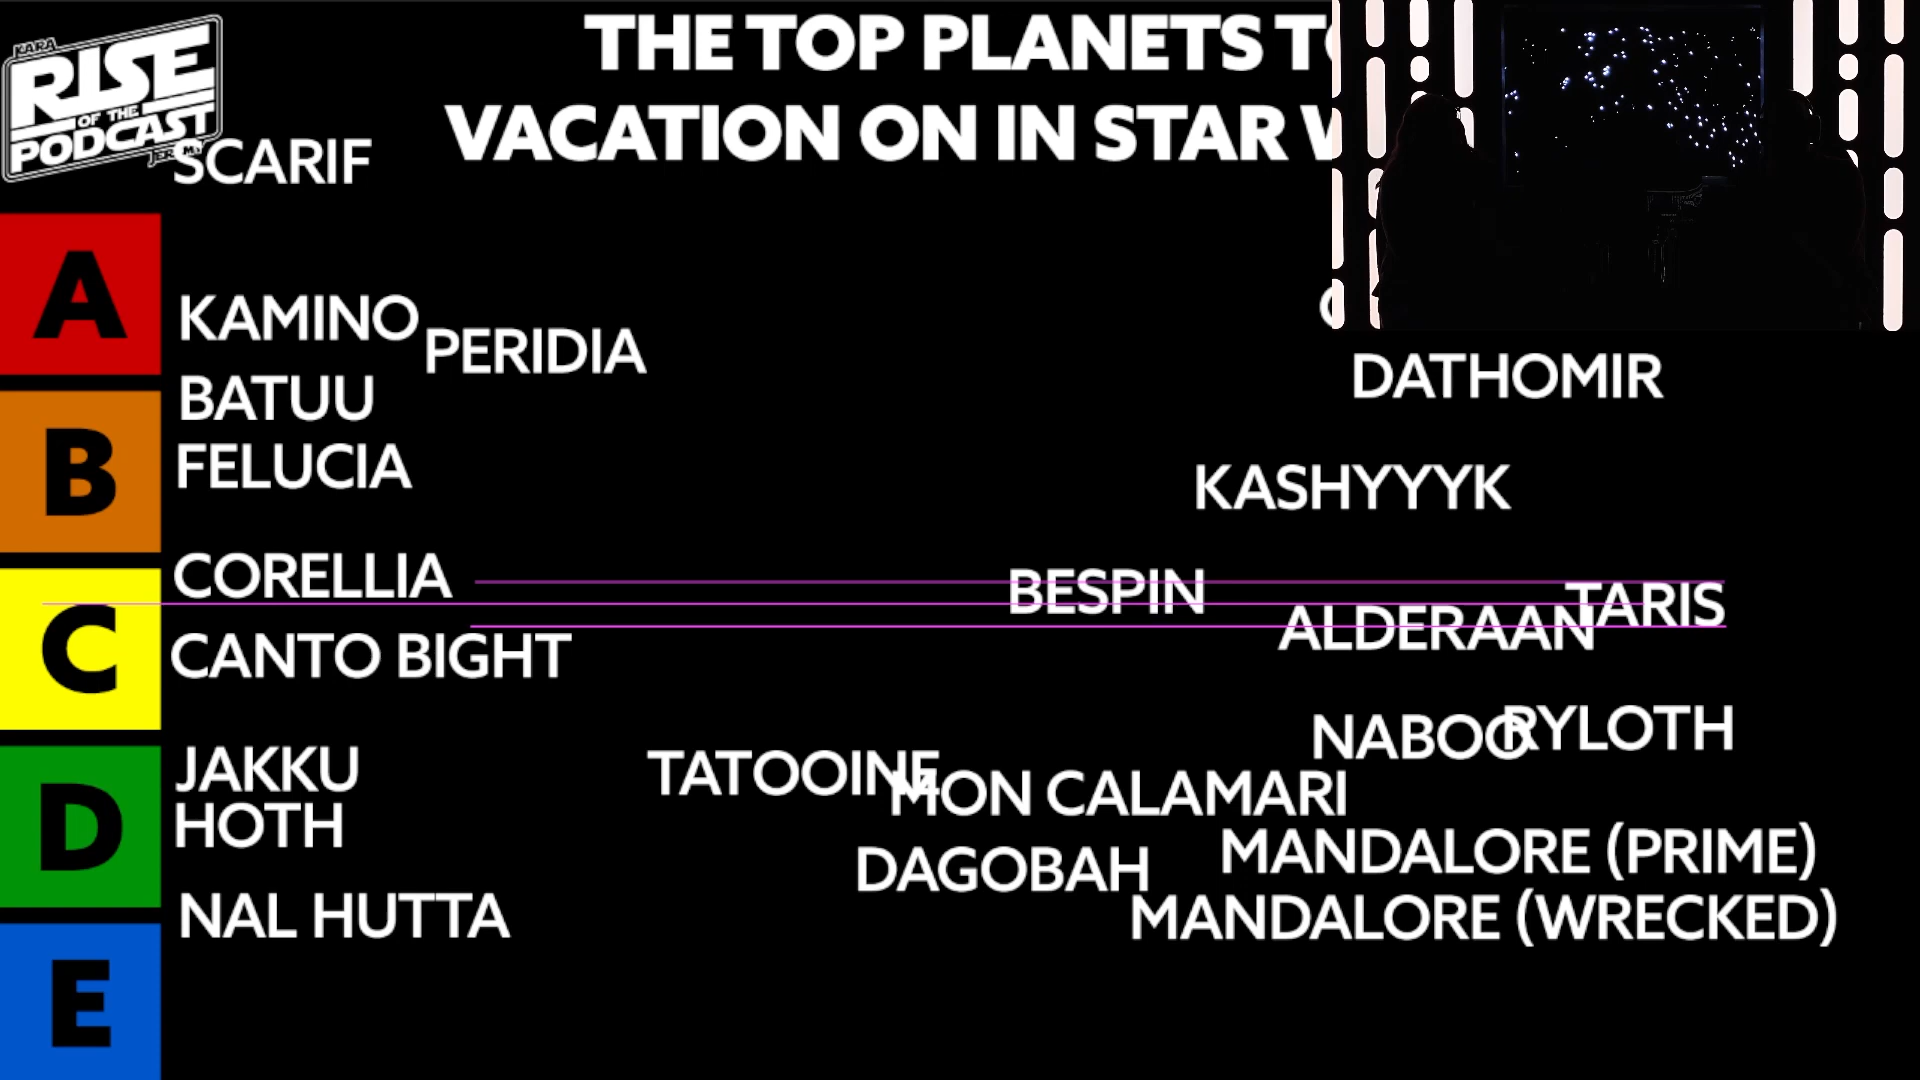 KARA
RISE
OF THE
PODCAST
THE TOP PLANETS TO
VACATION ON IN STAR
SCARIF
A
KAMINO
PERIDIA
DATHOMIR
BATUU
B
FELUCIA
KASHYYYK
CORELLIA
BESPIN
TARIS
ALDERAAN
C
CANTO BIGHT
NABOO
RYLOTH
JAKKU
TATOOINE
MON CALAMARI
D
HOTH
MANDALORE (PRIME)
DAGOBAH
NAL HUTTA
MANDALORE (WRECKED)
E